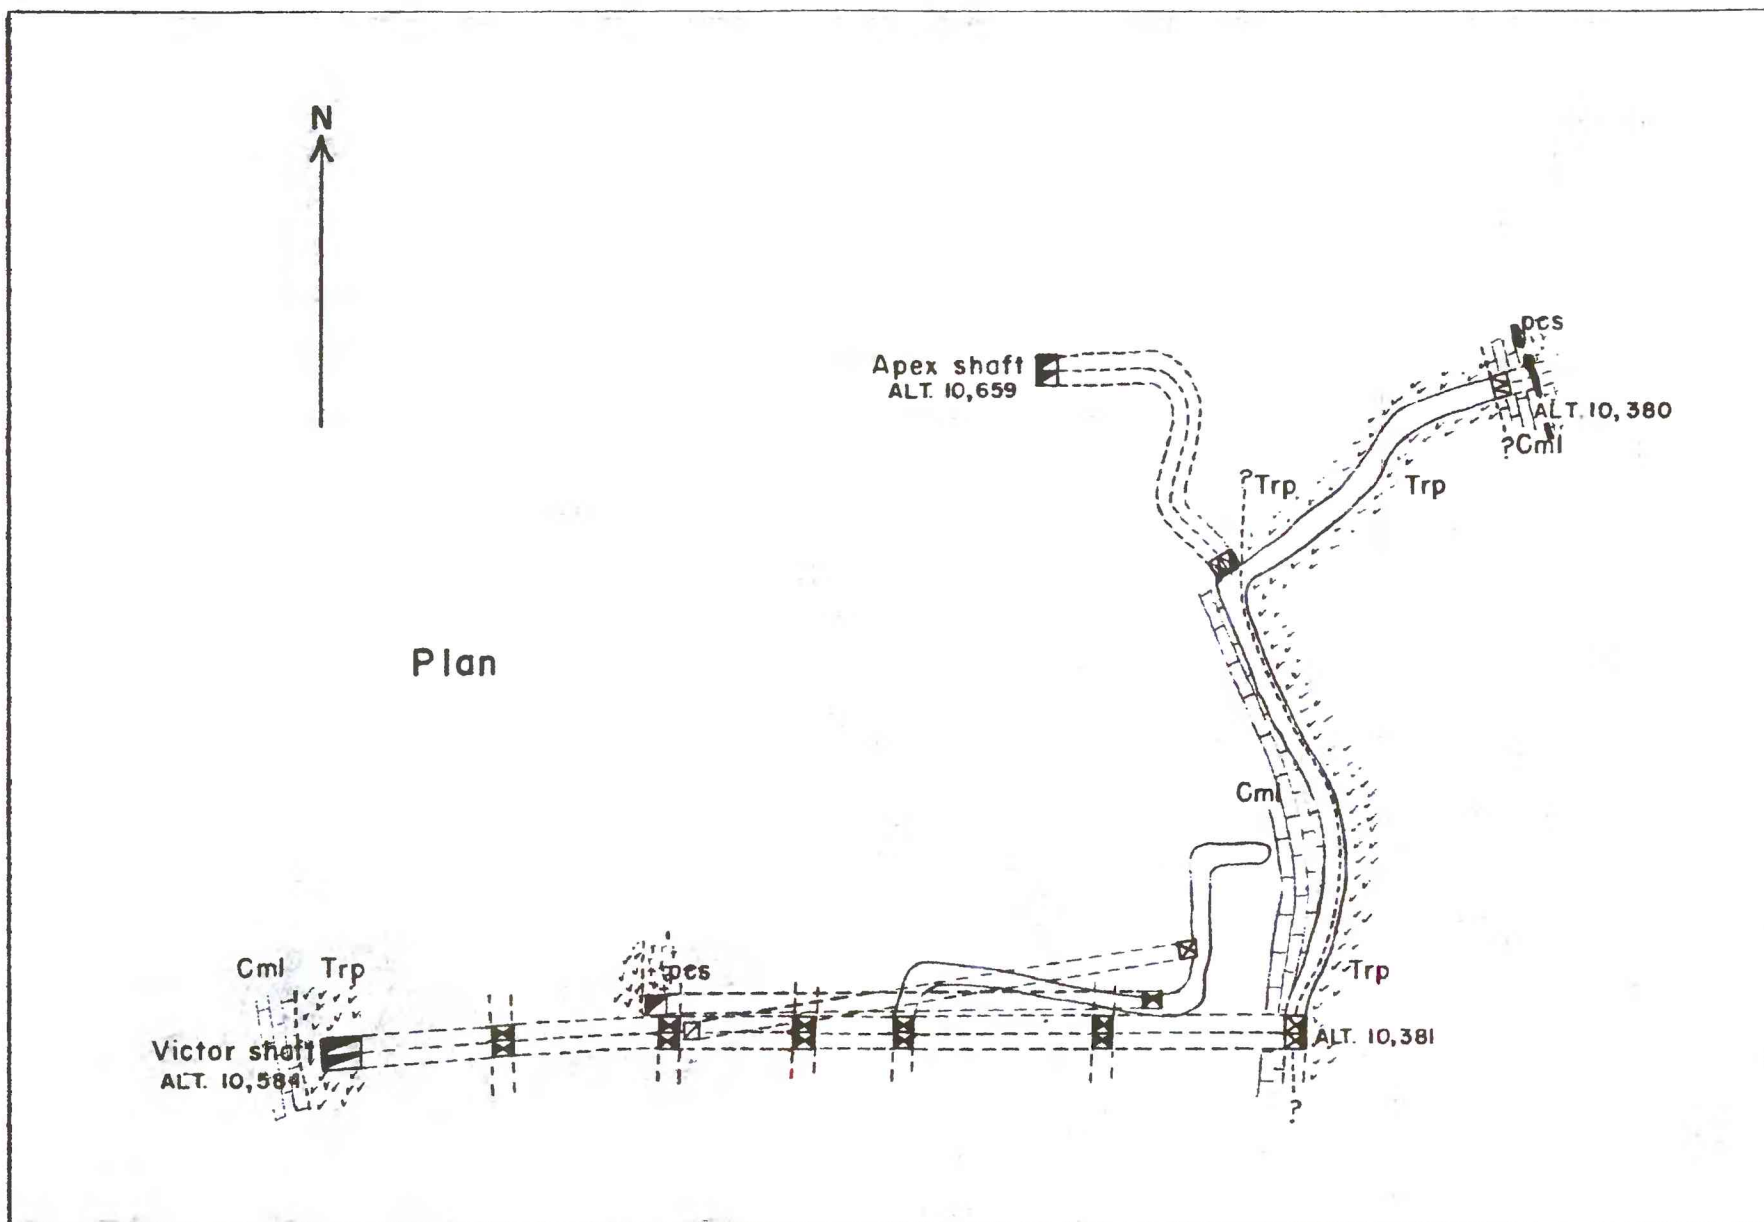 N
pcs
Apex shaft
ALT. 10,659
ALT. 10,380
?Cml
?Trp
Trp
Plan
Cml
Cml Trp
pcs
Trp
Victor shaft
ALT. 10,584
ALT. 10,381
?